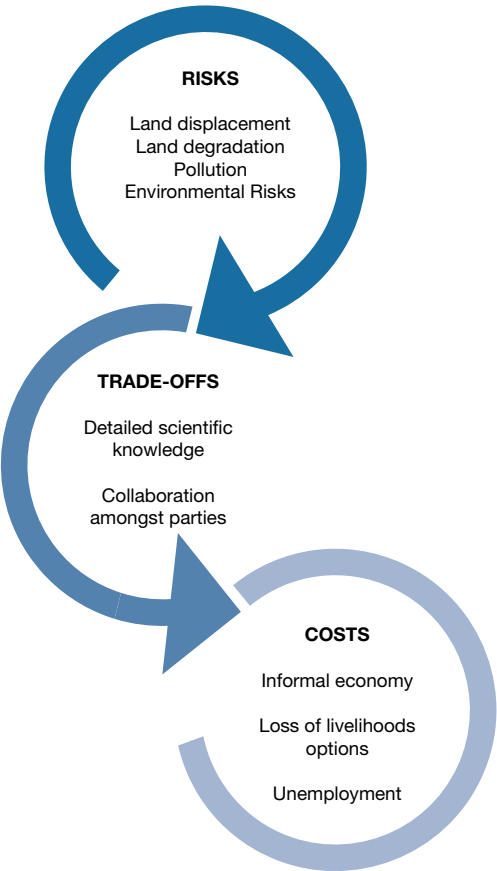 RISKS
Land displacement
Land degradation
Pollution
Environmental Risks
TRADE-OFFS
Detailed scientific
knowledge
Collaboration
amongst parties
COSTS
Informal economy
Loss of livelihoods
options
Unemployment